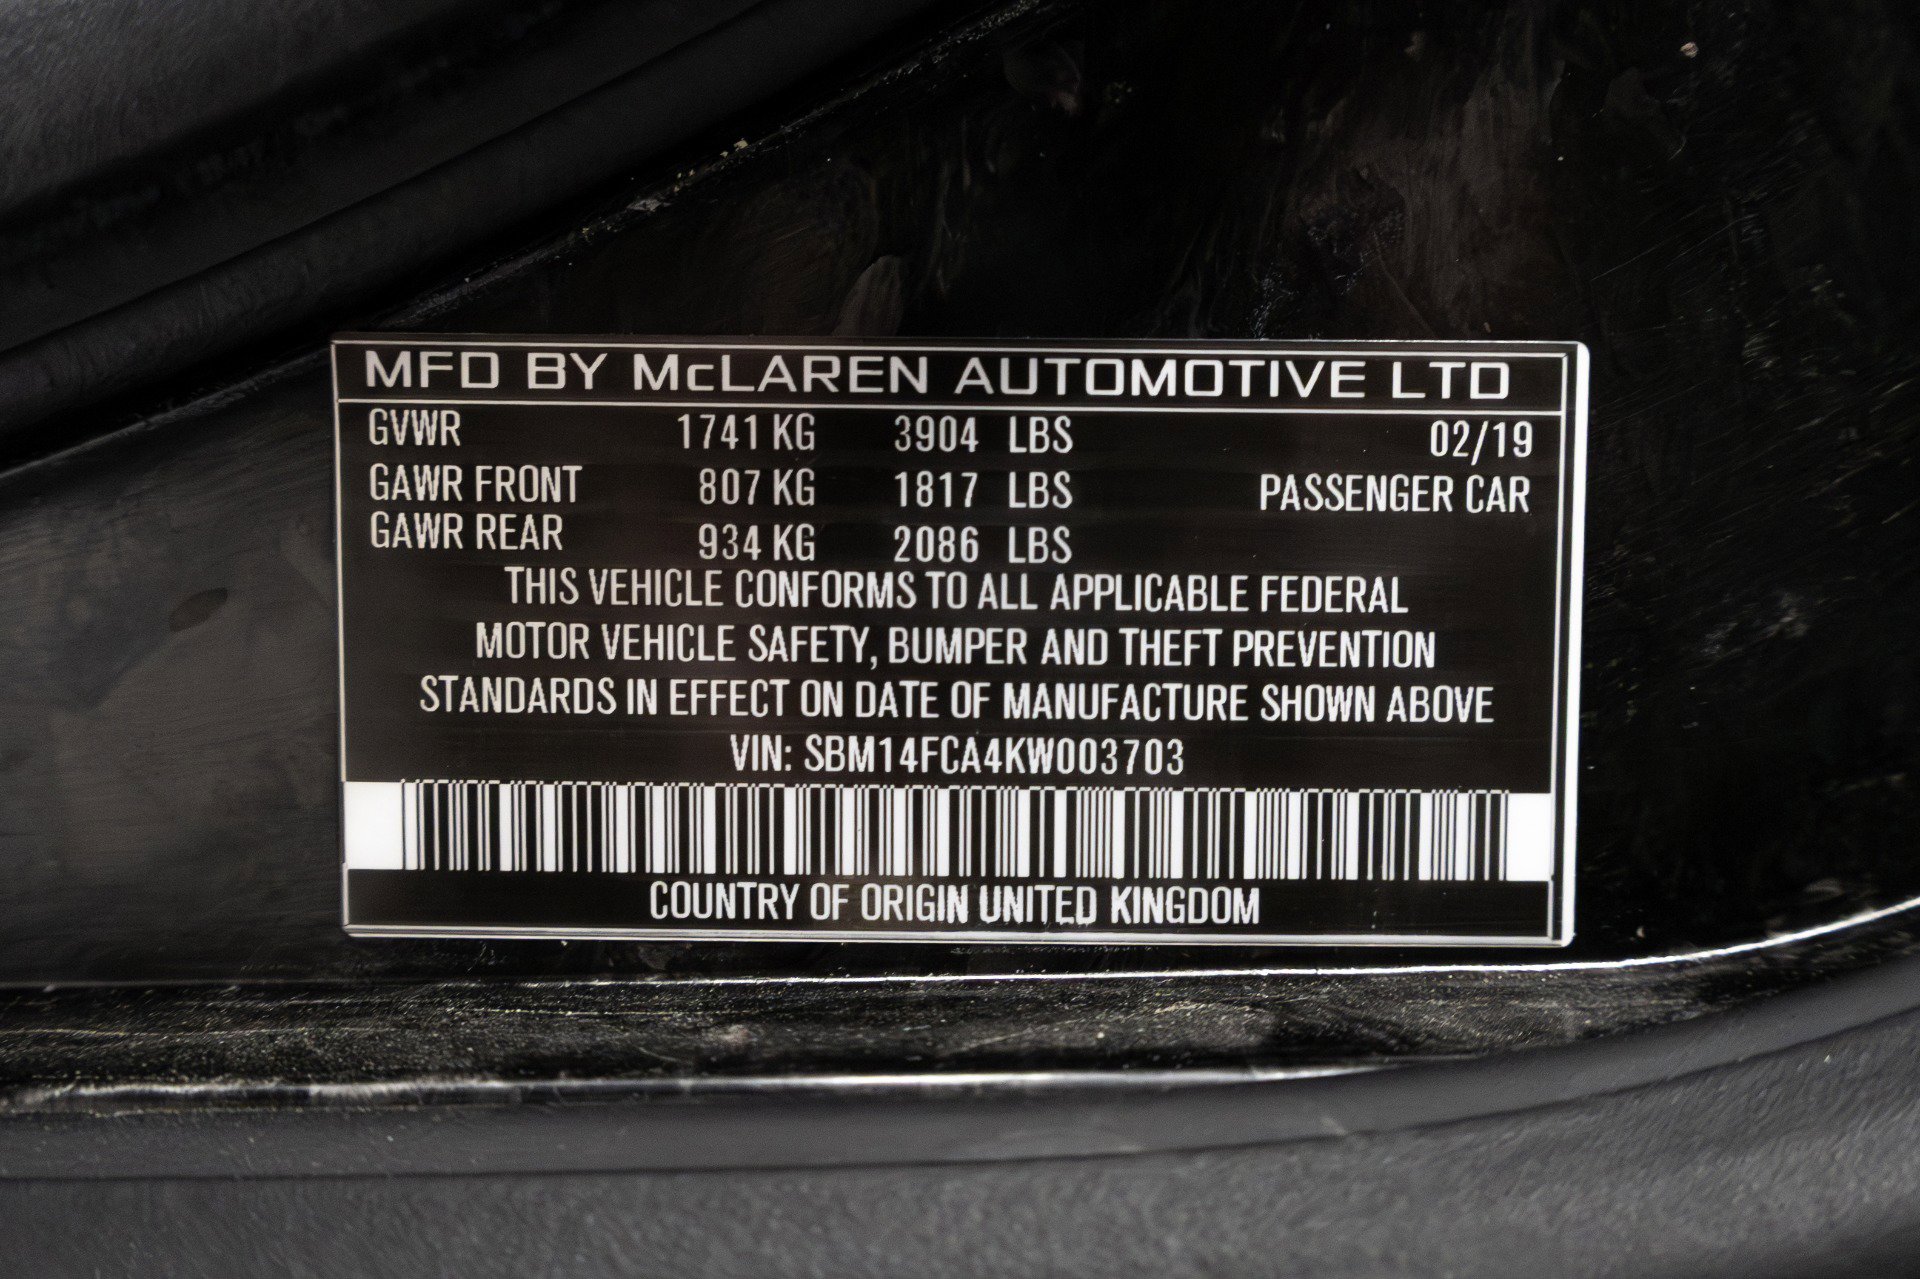 MFD BY McLAREN AUTOMOTIVE LTD
GVWR 1741 KG 3904 LBS 02/19
GAWR FRONT 807 KG 1817 LBS PASSENGER CAR
GAWR REAR 934 KG 2086 LBS
THIS VEHICLE CONFORMS TO ALL APPLICABLE FEDERAL
MOTOR VEHICLE SAFETY, BUMPER AND THEFT PREVENTION
STANDARDS IN EFFECT ON DATE OF MANUFACTURE SHOWN ABOVE
VIN: SBM14FCA4KW003703
COUNTRY OF ORIGIN UNITED KINGDOM